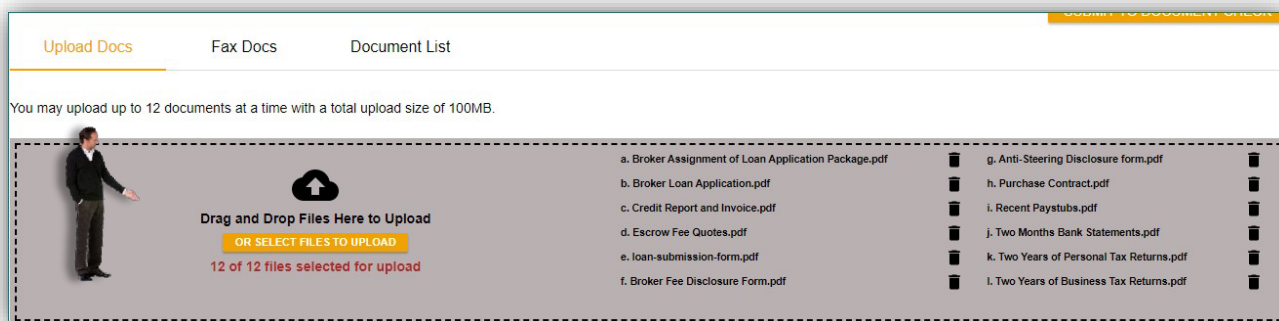 SUBMIT TO DOCUMENT CHECK
Upload Docs Fax Docs Document List
You may upload up to 12 documents at a time with a total upload size of 100MB.
Drag and Drop Files Here to Upload
OR SELECT FILES TO UPLOAD
12 of 12 files selected for upload
a. Broker Assignment of Loan Application Package.pdf
b. Broker Loan Application.pdf
c. Credit Report and Invoice.pdf
d. Escrow Fee Quotes.pdf
e. loan-submission-form.pdf
f. Broker Fee Disclosure Form.pdf
g. Anti-Steering Disclosure form.pdf
h. Purchase Contract.pdf
i. Recent Paystubs.pdf
j. Two Months Bank Statements.pdf
k. Two Years of Personal Tax Returns.pdf
l. Two Years of Business Tax Returns.pdf